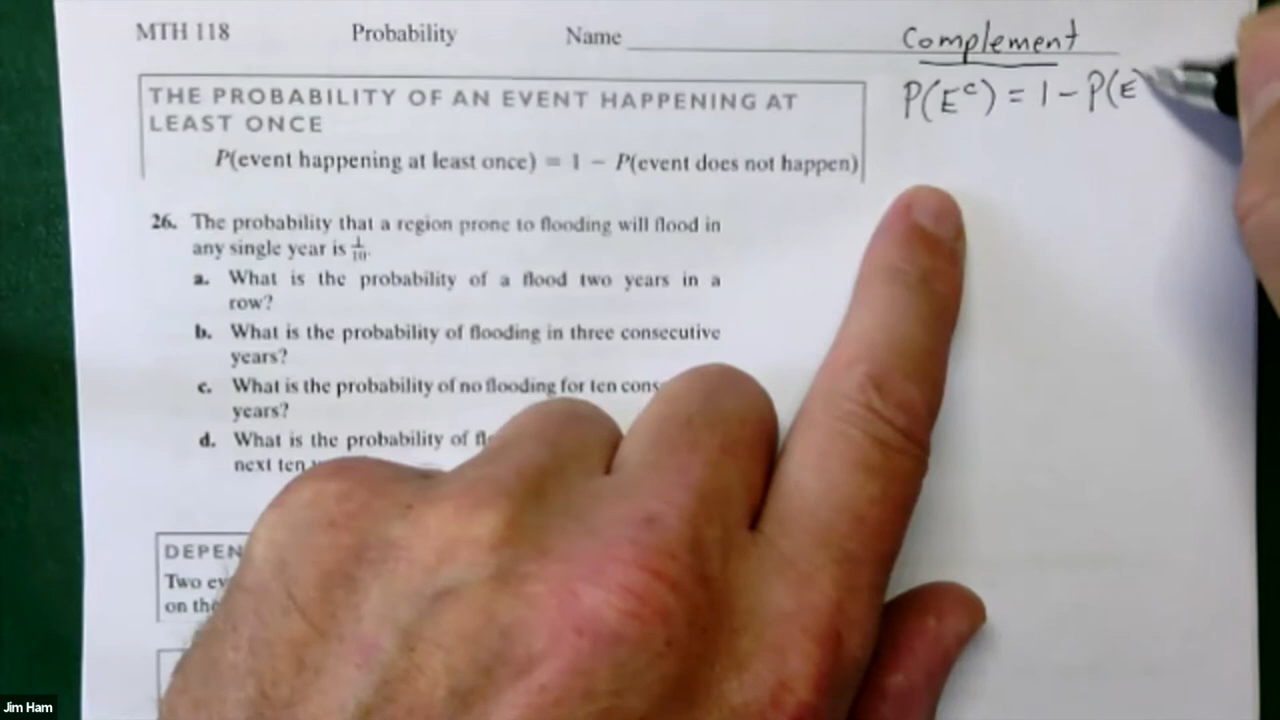 MTH 118 Probability Name
Complement
P(Eᶜ) = 1 - P(E)
THE PROBABILITY OF AN EVENT HAPPENING AT
LEAST ONCE
P(event happening at least once) = 1 − P(event does not happen)
26. The probability that a region prone to flooding will flood in
any single year is 1/10.
a. What is the probability of a flood two years in a
row?
b. What is the probability of flooding in three consecutive
years?
c. What is the probability of no flooding for ten
years?
d. What is the probability of
next ten
Two
on the
Jim Ham